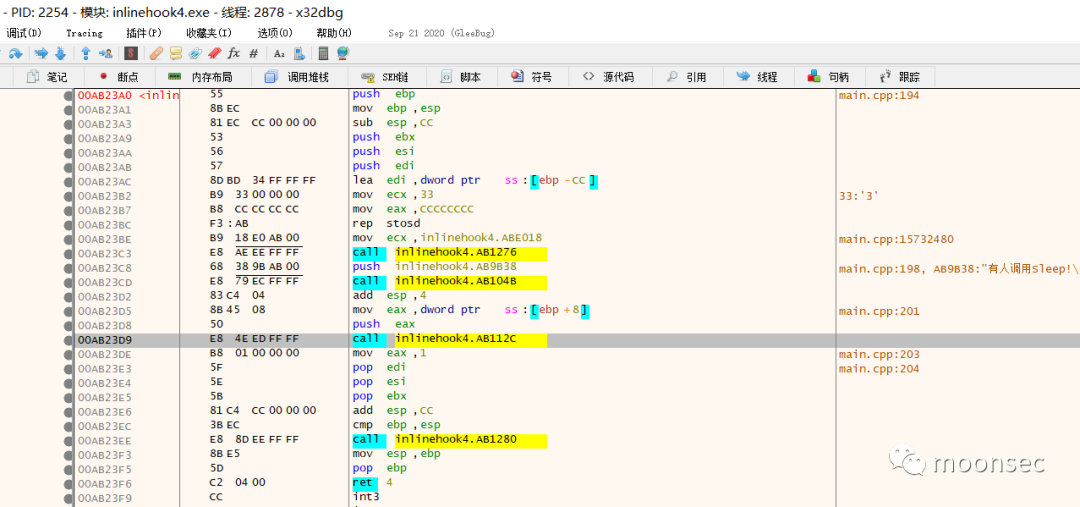 - PID: 2254 - 模块: inlinehook4.exe - 线程: 2878 - x32dbg
调试(D) Tracing 插件(P) 收藏夹(I) 选项(O) 帮助(H) Sep 21 2020 (GleeBug)
笔记 断点 内存布局 调用堆栈 SEH链 脚本 符号 源代码 引用 线程 句柄 跟踪
00AB23A0 <inlin 55 push ebp main.cpp:194
00AB23A1 8B EC mov ebp,esp
00AB23A3 81 EC CC 00 00 00 sub esp,CC
00AB23A9 53 push ebx
00AB23AA 56 push esi
00AB23AB 57 push edi
00AB23AC 8D BD 34 FF FF FF lea edi,dword ptr ss:[ebp-CC]
00AB23B2 B9 33 00 00 00 mov ecx,33 33:'3'
00AB23B7 B8 CC CC CC CC mov eax,CCCCCCCC
00AB23BC F3:AB rep stosd
00AB23BE B9 18 E0 AB 00 mov ecx,inlinehook4.ABE018 main.cpp:15732480
00AB23C3 E8 AE EE FF FF call inlinehook4.AB1276
00AB23C8 68 38 9B AB 00 push inlinehook4.AB9B38 main.cpp:198, AB9B38:"有人调用Sleep!\
00AB23CD E8 79 EC FF FF call inlinehook4.AB104B
00AB23D2 83 C4 04 add esp,4
00AB23D5 8B 45 08 mov eax,dword ptr ss:[ebp+8] main.cpp:201
00AB23D8 50 push eax
00AB23D9 E8 4E ED FF FF call inlinehook4.AB112C
00AB23DE B8 01 00 00 00 mov eax,1 main.cpp:203
00AB23E3 5F pop edi main.cpp:204
00AB23E4 5E pop esi
00AB23E5 5B pop ebx
00AB23E6 81 C4 CC 00 00 00 add esp,CC
00AB23EC 3B EC cmp ebp,esp
00AB23EE E8 8D EE FF FF call inlinehook4.AB1280
00AB23F3 8B E5 mov esp,ebp
00AB23F5 5D pop ebp
00AB23F6 C2 04 00 ret 4
00AB23F9 CC int3
moonsec